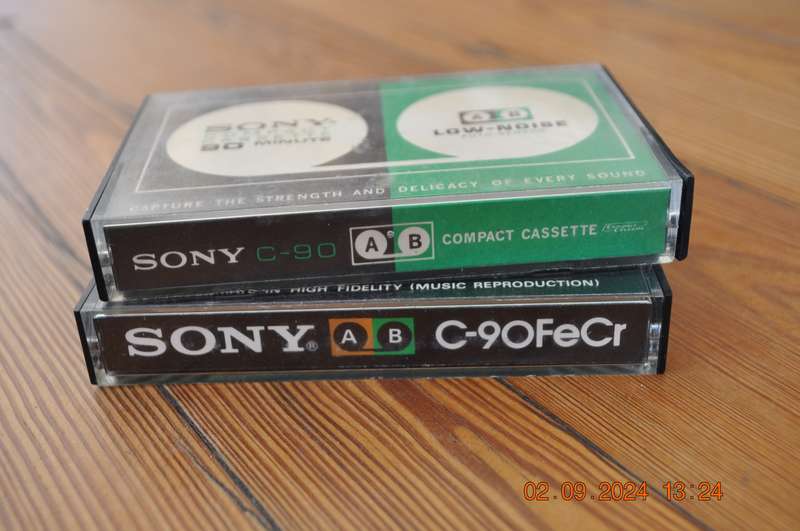 SONY
90 MINUTE
A B
LOW-NOISE
CAPTURE THE STRENGTH AND DELICACY OF EVERY SOUND
SONY C-90 A B COMPACT CASSETTE
IN HIGH FIDELITY (MUSIC REPRODUCTION)
SONY® A B C-90FeCr
02.09.2024 13:24